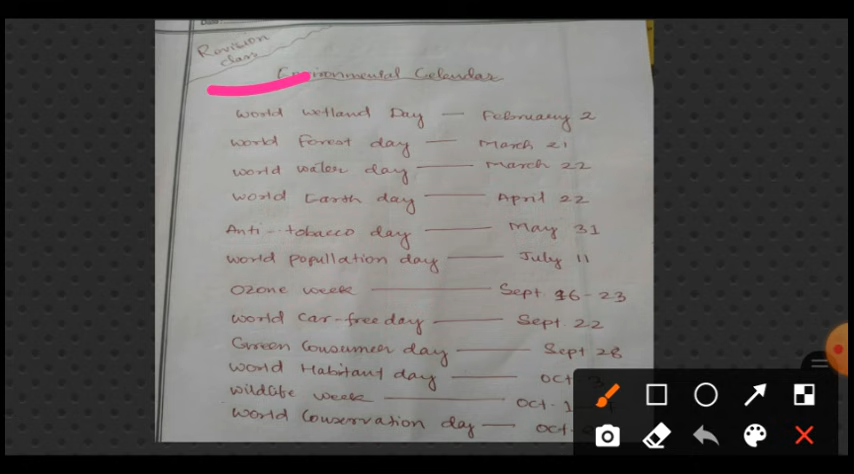 Revision
class
Environmental Calendar
World Wetland Day — February 2
World Forest day — March 21
World water day — March 22
World Earth day — April 22
Anti-tobacco day — May 31
World popullation day — July 11
Ozone week — Sept. 16-23
World Car-free day — Sept. 22
Green Consumer day — Sept 28
World Habitant day — Oct 3
Wildlife week — Oct. 1
World Conservation day — Oct